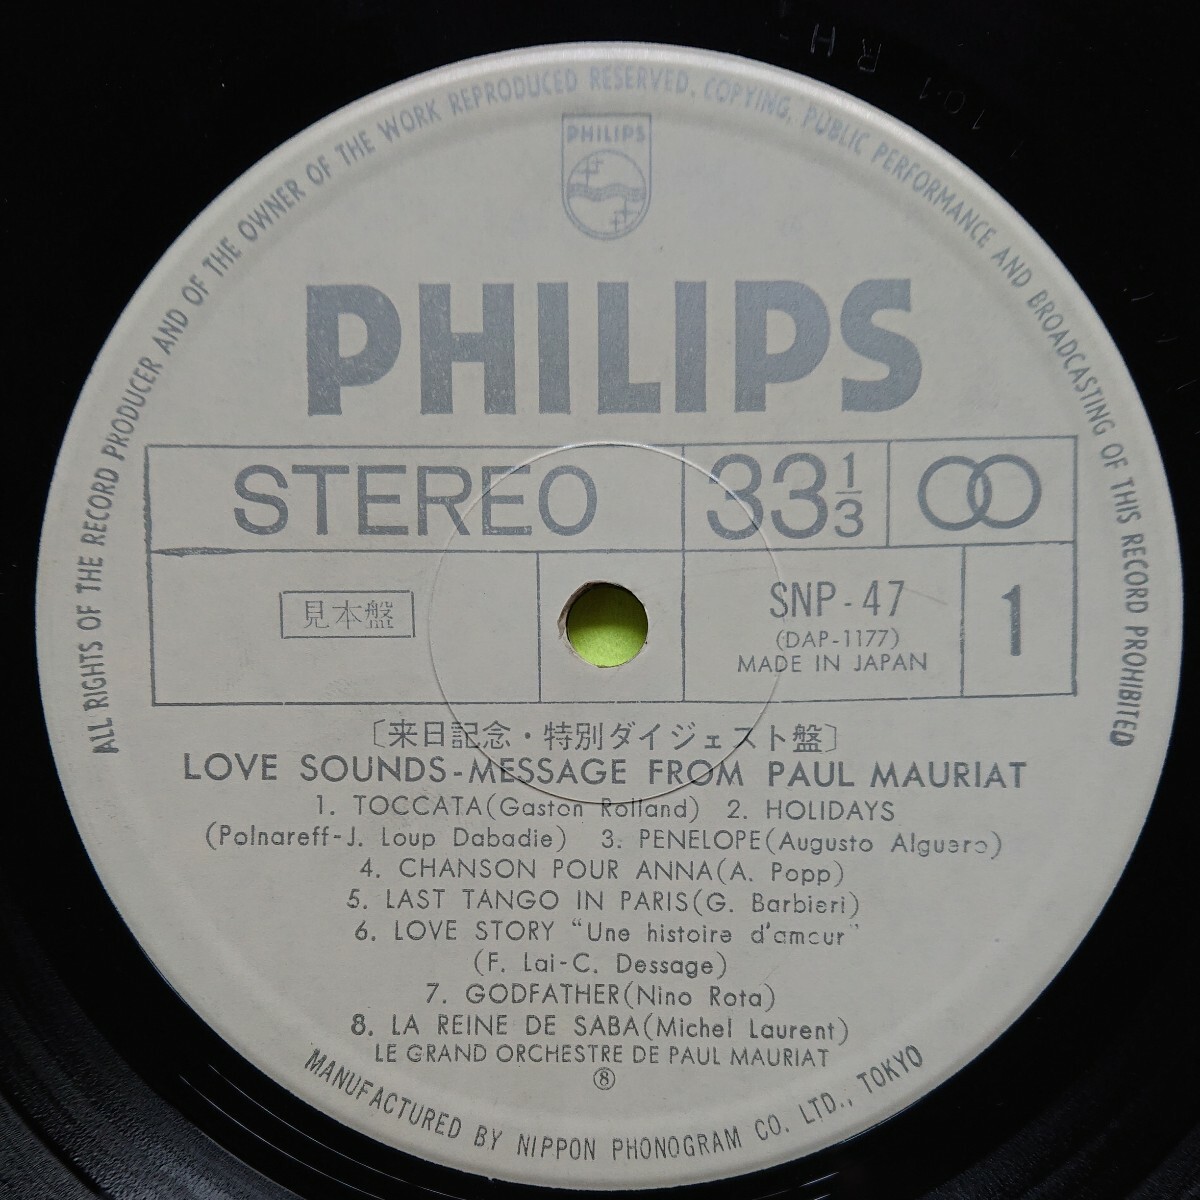 ALL RIGHTS OF THE RECORD PRODUCER AND OF THE OWNER OF THE WORK REPRODUCED RESERVED. COPYING, PUBLIC PERFORMANCE AND BROADCASTING OF THIS RECORD PROHIBITED
PHILIPS
PHILIPS
STEREO 33 1/3
見本盤 SNP-47 1
(DAP-1177)
MADE IN JAPAN
〔来日記念・特別ダイジェスト盤〕
LOVE SOUNDS-MESSAGE FROM PAUL MAURIAT
1. TOCCATA(Gaston Rolland) 2. HOLIDAYS
(Polnareff-J. Loup Dabadie) 3. PENELOPE(Augusto Alguero)
4. CHANSON POUR ANNA(A. Popp)
5. LAST TANGO IN PARIS(G. Barbieri)
6. LOVE STORY “Une histoire d'amour”
(F. Lai-C. Dessage)
7. GODFATHER(Nino Rota)
8. LA REINE DE SABA(Michel Laurent)
LE GRAND ORCHESTRE DE PAUL MAURIAT
⑧
MANUFACTURED BY NIPPON PHONOGRAM CO. LTD., TOKYO